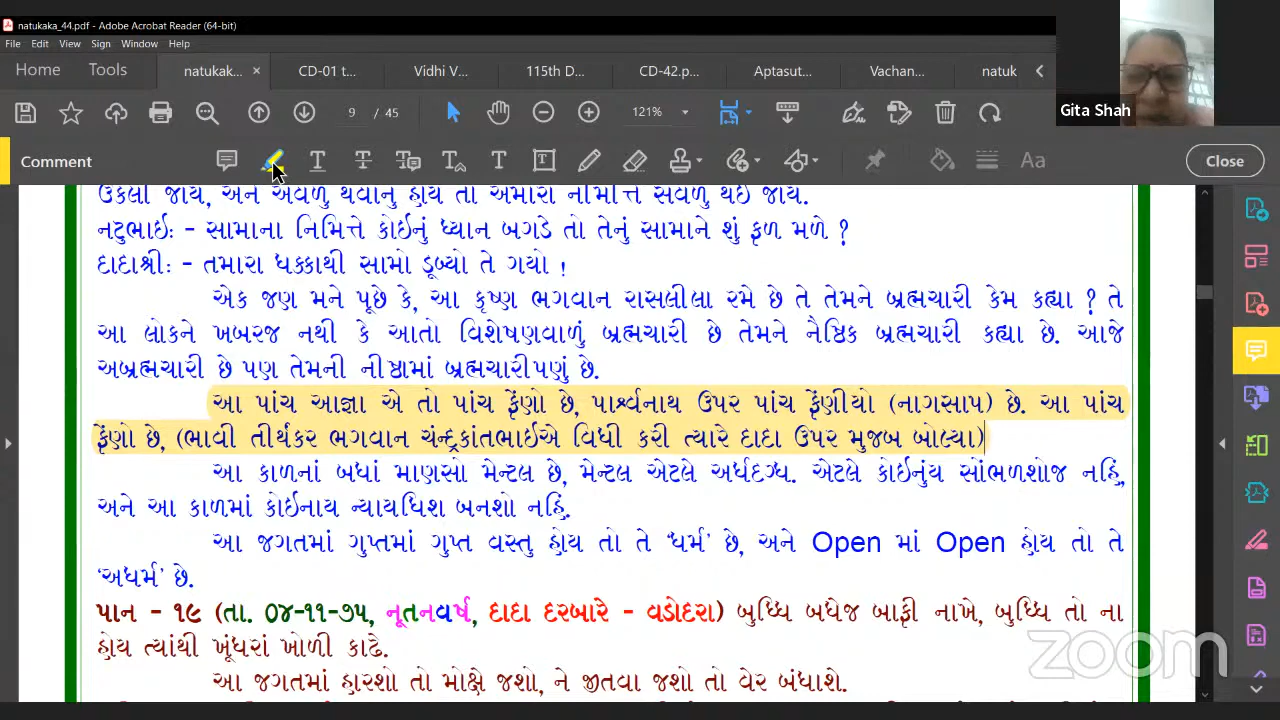 natukaka_44.pdf - Adobe Acrobat Reader (64-bit)
File Edit View Sign Window Help
Home Tools natukak... × CD-01 t... Vidhi V... 115th D... CD-42.p... Aptasut... Vachan... natuk
9 / 45 121%
Gita Shah
Comment Close
ઉકલી જાય, અને અવળુ થવાનુ હોય તો અમારા નીમીત્તે સવળુ થઇ જાય.
નટુભાઇઃ - સામાના નિમિત્તે કોઇનું ધ્યાન બગડે તો તેનું સામાને શું ફળ મળે ?
દાદાશ્રીઃ - તમારા ધક્કાથી સામો ડૂબ્યો તે ગયો !
એક જણ મને પૂછે કે, આ કૃષ્ણ ભગવાન રાસલીલા રમે છે તે તેમને બ્રહ્મચારી કેમ કહ્યા ? તે
આ લોકને ખબરજ નથી કે આતો વિશેષણવાળું બ્રહ્મચારી છે તેમને નૈષ્ઠિક બ્રહ્મચારી કહ્યા છે. આજે
અબ્રહ્મચારી છે પણ તેમની નીષ્ઠામાં બ્રહ્મચારીપણું છે.
આ પાંચ આજ્ઞા એ તો પાંચ ફેંણો છે, પાર્શ્વનાથ ઉપર પાંચ ફેંણીયો (નાગસાપ) છે. આ પાંચ
ફેંણો છે, (ભાવી તીર્થંકર ભગવાન ચંન્દ્રકાંતભાઇએ વિધી કરી ત્યારે દાદા ઉપર મુજબ બોલ્યા)
આ કાળનાં બધાં માણસો મેન્ટલ છે, મેન્ટલ એટલે અર્ધદગ્ધ. એટલે કોઇનુંય સોંભળશોજ નહિં,
અને આ કાળમાં કોઇનાય ન્યાયધિશ બનશો નહિં.
આ જગતમાં ગુપ્તમાં ગુપ્ત વસ્તુ હોય તો તે ‘ધર્મ’ છે, અને Open માં Open હોય તો તે
‘અધર્મ’ છે.
પાન - ૧૯ (તા. ૦૪-૧૧-૭૫, નૂતનવર્ષ, દાદા દરબારે - વડોદરા) બુધ્ધિ બધેજ બાફી નાખે, બુધ્ધિ તો ના
હોય ત્યાંથી ખૂંધરાં ખોળી કાઢે.
આ જગતમાં હારશો તો મોક્ષે જશો, ને જીતવા જશો તો વેર બંધાશે.
zoom